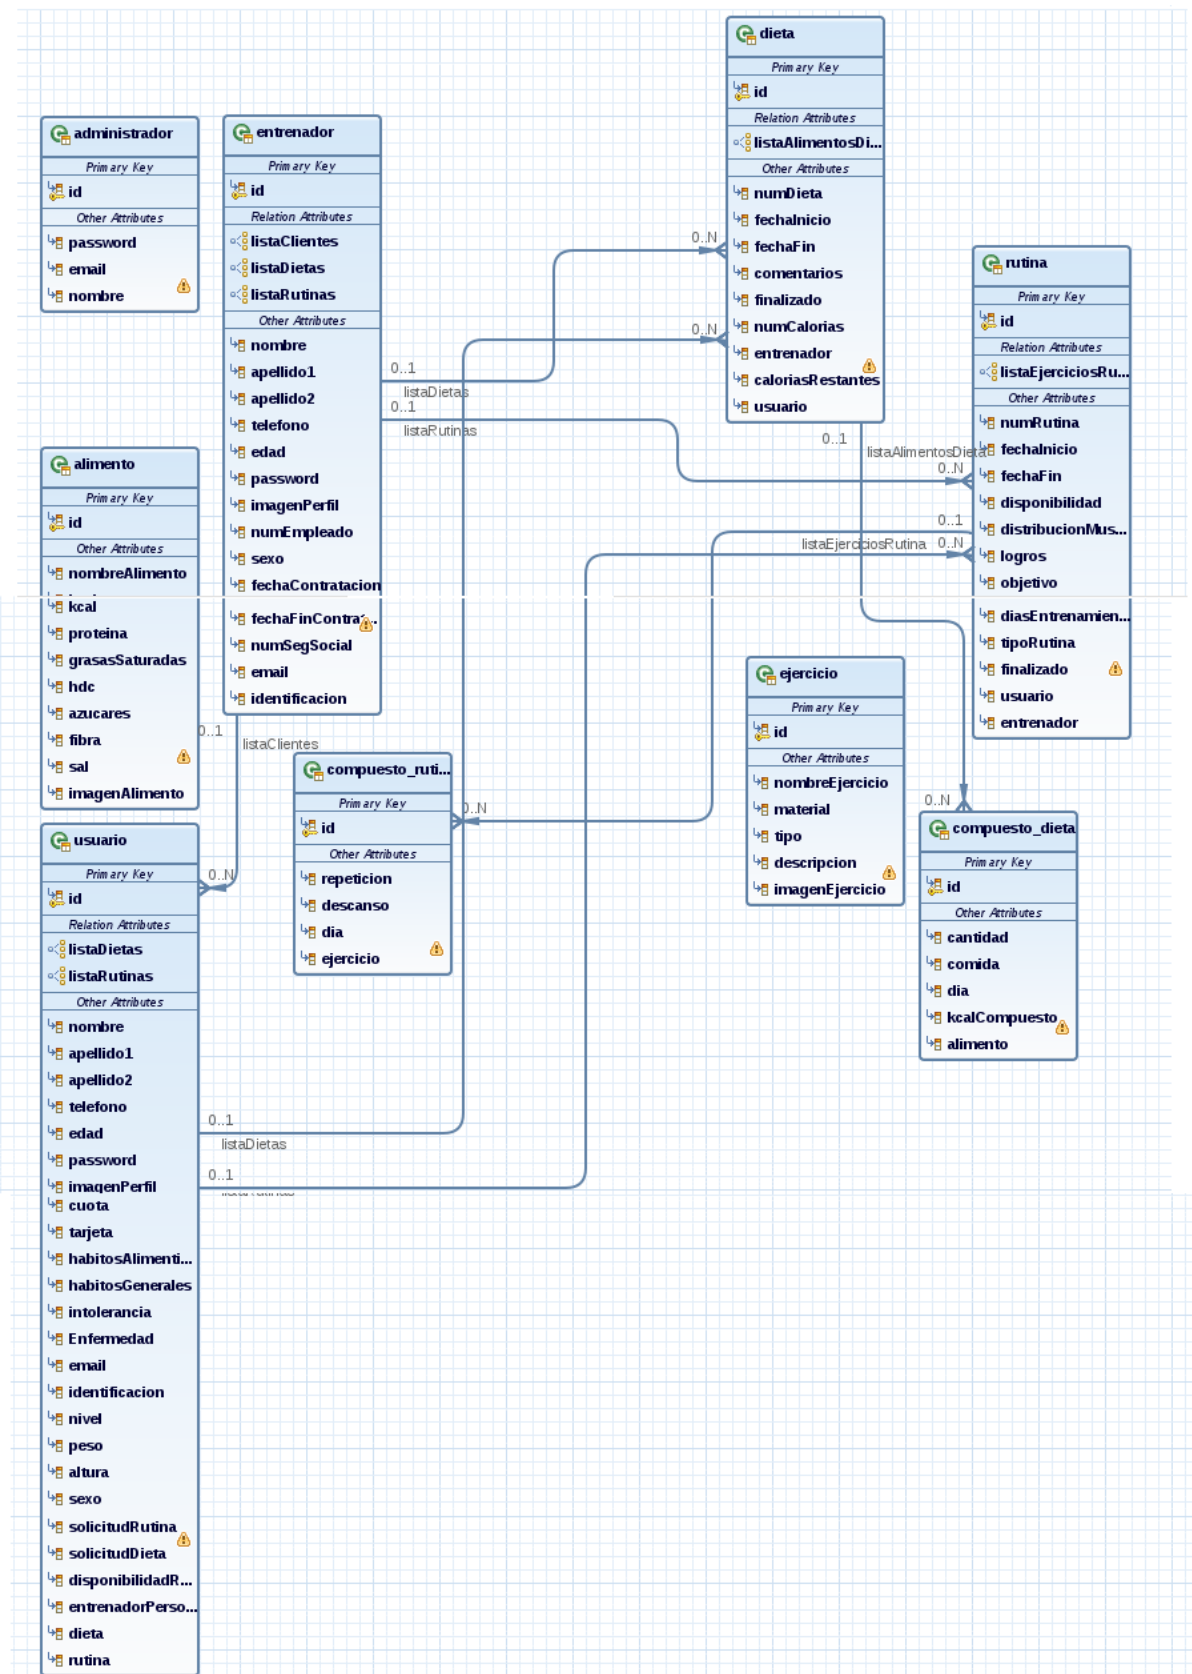 dieta
Primary Key
id
Relation Attributes
listaAlimentosDi...
Other Attributes
numDieta
fechaInicio
fechaFin
comentarios
finalizado
numCalorias
entrenador
caloriasRestantes
usuario
administrador
Primary Key
id
Other Attributes
password
email
nombre
entrenador
Primary Key
id
Relation Attributes
listaClientes
listaDietas
listaRutinas
Other Attributes
nombre
apellido1
apellido2
telefono
edad
password
imagenPerfil
numEmpleado
sexo
fechaContratacion
fechaFinContra...
numSegSocial
email
identificacion
0..N
0..N
0..1
listaDietas
0..1
listaRutinas
0..1
listaAlimentosDieta
0..N
0..1
listaEjerciciosRutina
0..N
rutina
Primary Key
id
Relation Attributes
listaEjerciciosRu...
Other Attributes
numRutina
fechaInicio
fechaFin
disponibilidad
distribucionMus...
logros
objetivo
diasEntrenamien...
tipoRutina
finalizado
usuario
entrenador
alimento
Primary Key
id
Other Attributes
nombreAlimento
kcal
proteina
grasasSaturadas
hdc
azucares
fibra
sal
imagenAlimento
0..1
listaClientes
0..N
compuesto_ruti...
Primary Key
id
Other Attributes
repeticion
descanso
dia
ejercicio
0..N
ejercicio
Primary Key
id
Other Attributes
nombreEjercicio
material
tipo
descripcion
imagenEjercicio
0..N
compuesto_dieta
Primary Key
id
Other Attributes
cantidad
comida
dia
kcalCompuesto
alimento
usuario
Primary Key
id
Relation Attributes
listaDietas
listaRutinas
Other Attributes
nombre
apellido1
apellido2
telefono
edad
password
imagenPerfil
cuota
tarjeta
habitosAlimenti...
habitosGenerales
intolerancia
Enfermedad
email
identificacion
nivel
peso
altura
sexo
solicitudRutina
solicitudDieta
disponibilidadR...
entrenadorPerso...
dieta
rutina
0..1
listaDietas
0..1